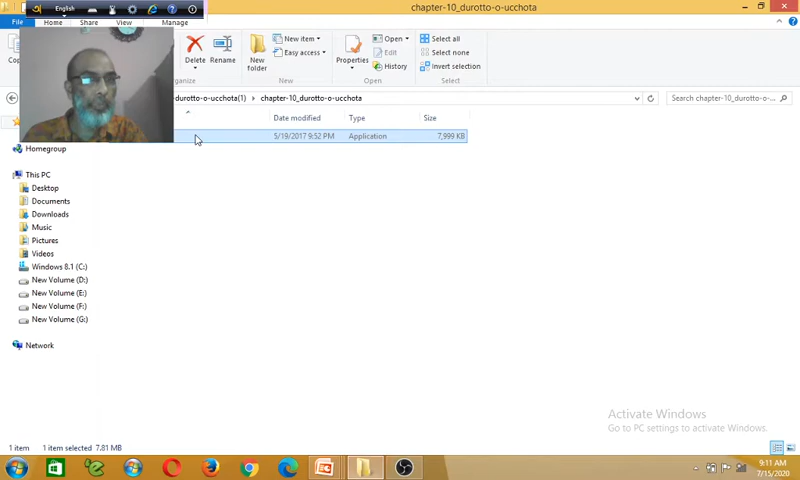 English
chapter-10_durotto-o-ucchota
File Home Share View Manage
Delete Rename New folder New item Easy access Properties Open Edit History Select all Select none Invert selection
New Open Select
durotto-o-ucchota(1) chapter-10_durotto-o-ucchota Search chapter-10_durotto-o-...
Date modified Type Size
5/19/2017 9:52 PM Application 7,999 KB
Homegroup
This PC
Desktop
Documents
Downloads
Music
Pictures
Videos
Windows 8.1 (C:)
New Volume (D:)
New Volume (E:)
New Volume (F:)
New Volume (G:)
Network
Activate Windows
Go to PC settings to activate Windows.
1 item 1 item selected 7.81 MB
9:11 AM
7/15/2020